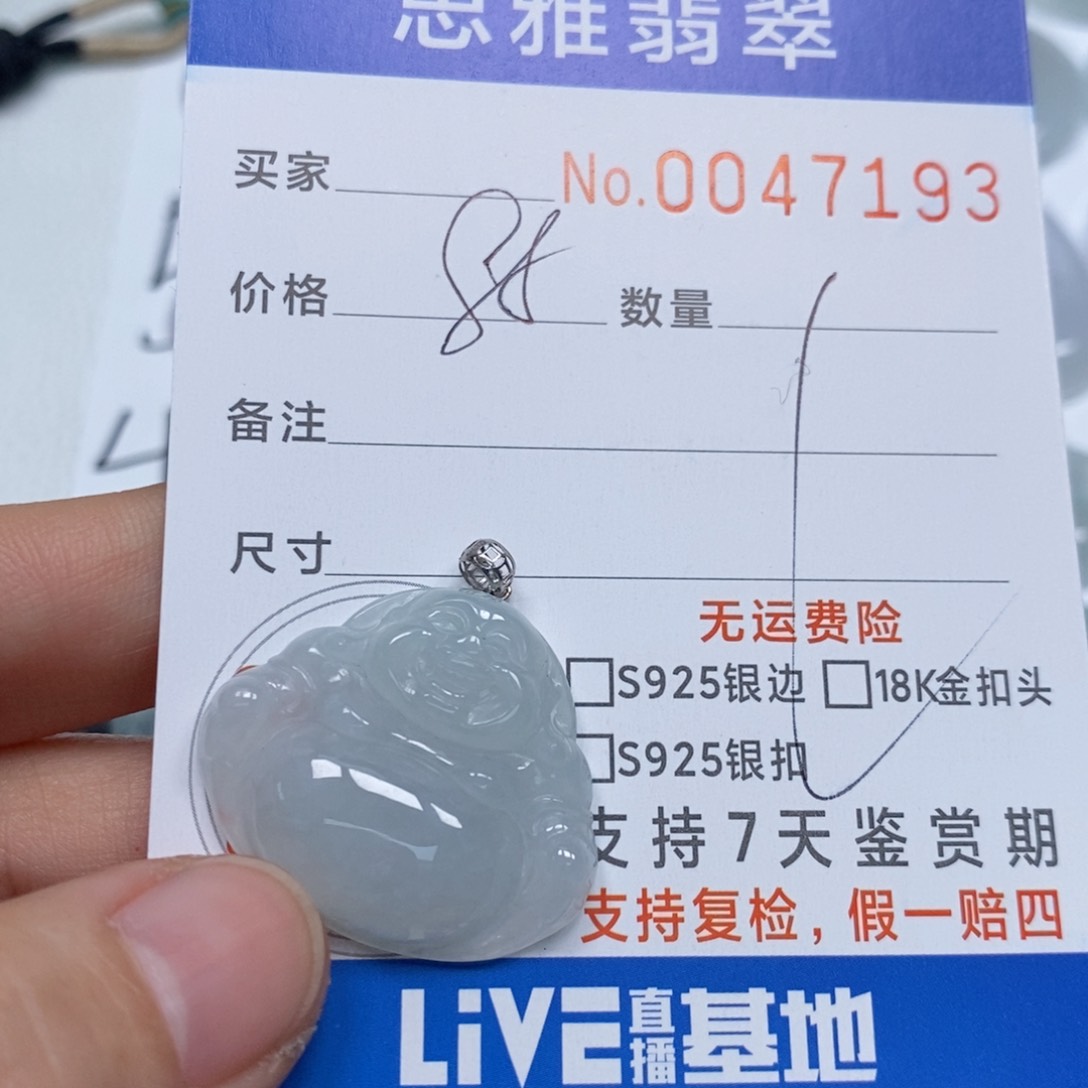 思雅翡翠
买家 No.0047193
价格 数量
备注
尺寸
无运费险
S925银边 18K金扣头
S925银扣
支持7天鉴赏期
支持复检，假一赔四
LiVE直播基地